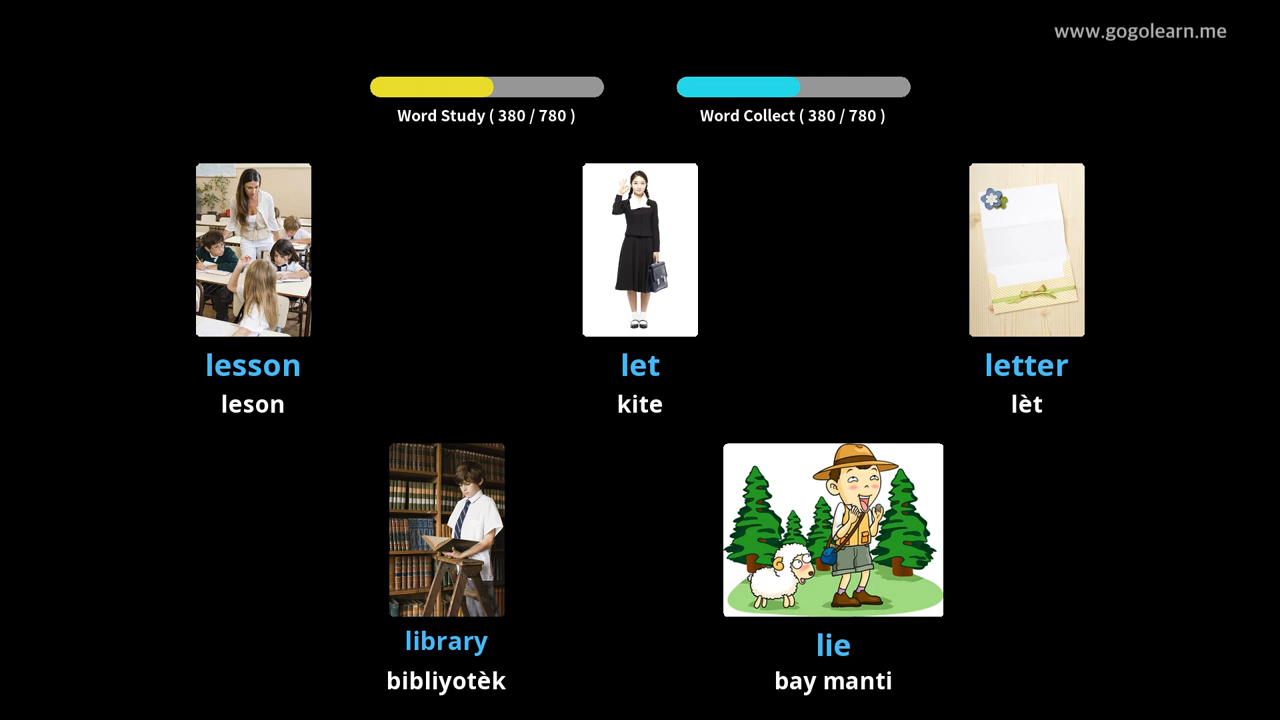 www.gogolearn.me
Word Study ( 380 / 780 )
Word Collect ( 380 / 780 )
lesson
leson
let
kite
letter
lèt
library
bibliyotèk
lie
bay manti